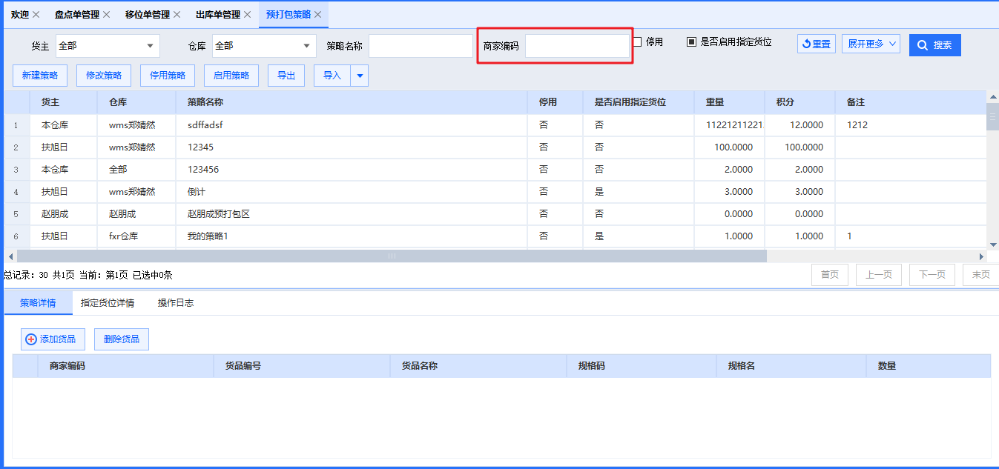 欢迎 盘点单管理 移位单管理 出库单管理 预打包策略
货主 全部 仓库 全部 策略名称 商家编码 停用 是否启用指定货位 重置 展开更多 搜索
新建策略 修改策略 停用策略 启用策略 导出 导入
货主 仓库 策略名称 停用 是否启用指定货位 重量 积分 备注
1 本仓库 wms郑婧然 sdffadsf 否 否 11221211221 12.0000 1212
2 扶旭日 wms郑婧然 12345 否 否 100.0000 100.0000
3 本仓库 全部 123456 否 否 2.0000 2.0000
4 扶旭日 wms郑婧然 倒计 否 是 3.0000 3.0000
5 赵朋成 赵朋成 赵朋成预打包区 否 否 0.0000 0.0000
6 扶旭日 fxr仓库 我的策略1 否 是 1.0000 1.0000 1
总记录：30 共1页 当前：第1页 已选中0条 首页 上一页 下一页 末页
策略详情 指定货位详情 操作日志
添加货品 删除货品
商家编码 货品编号 货品名称 规格码 规格名 数量